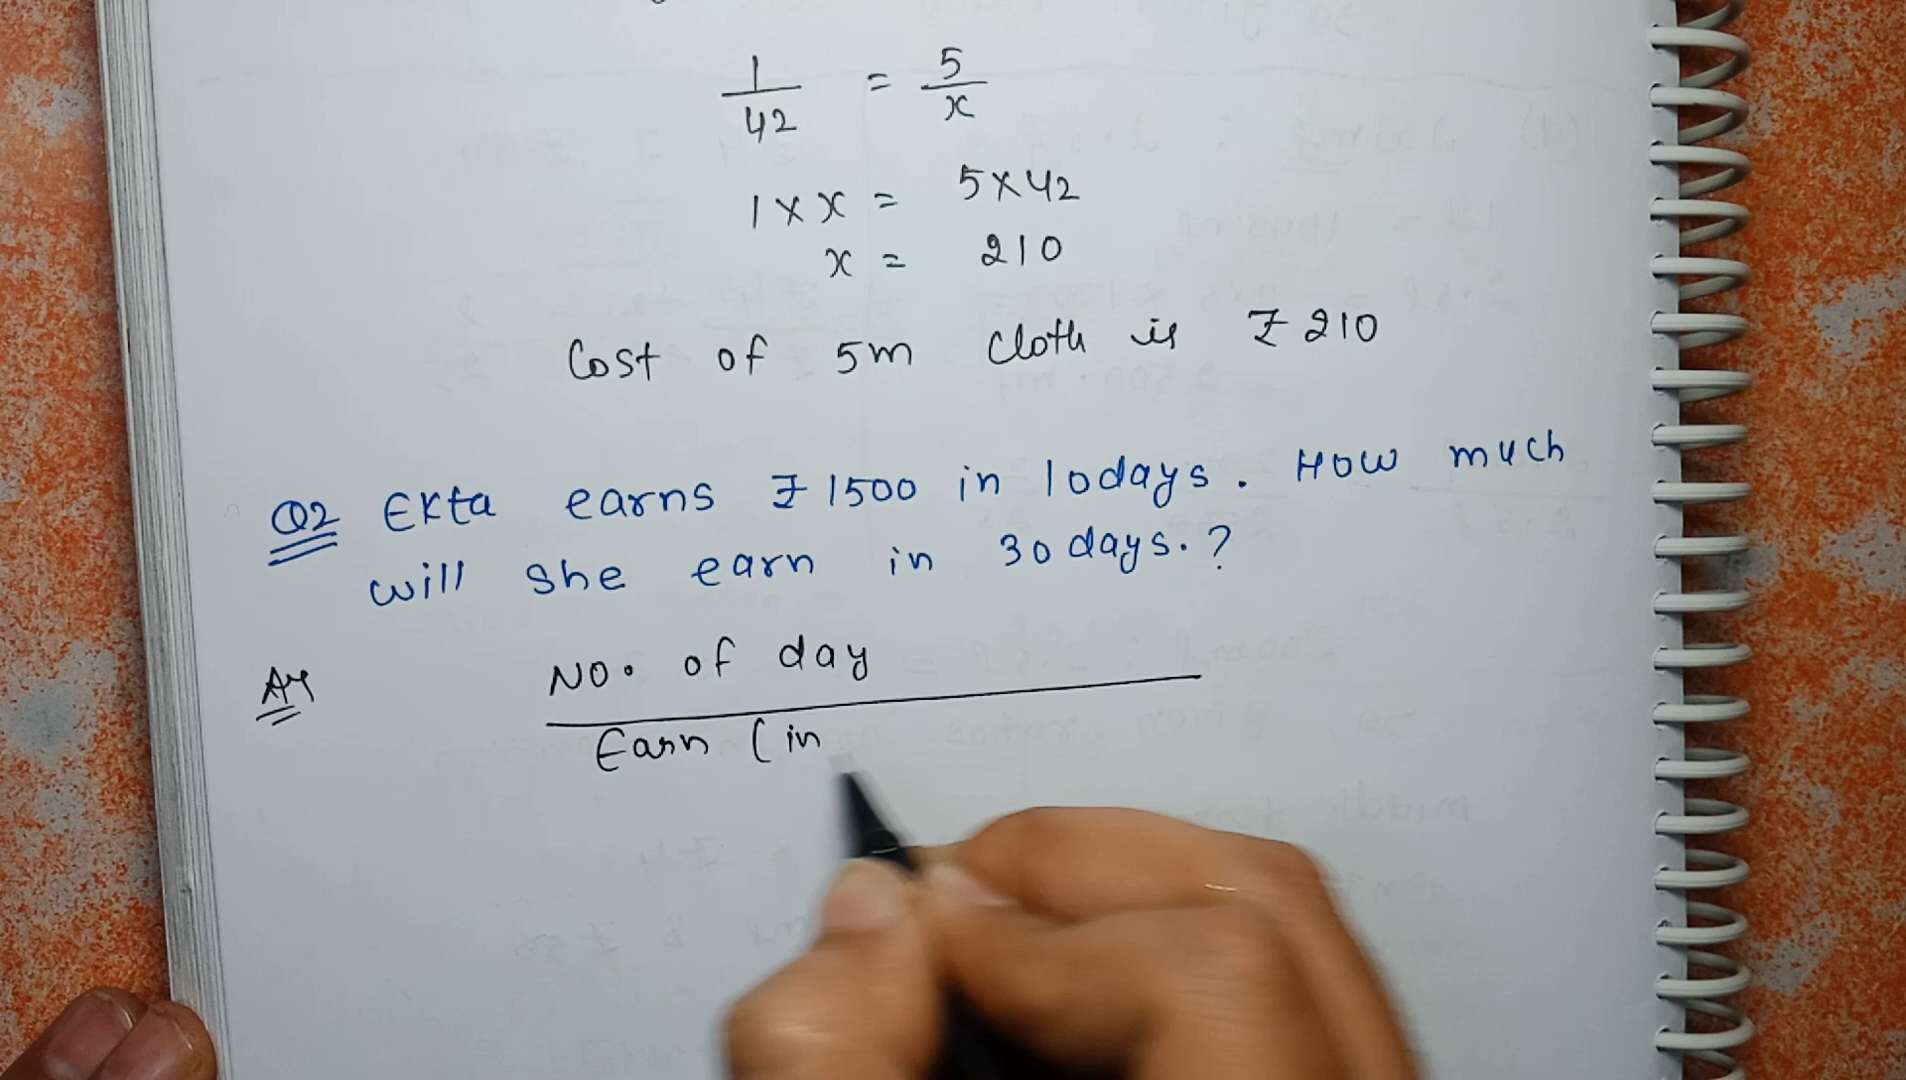 1 = 5
42 x
1 × x = 5×42
x = 210
Cost of 5m cloth is ₹ 210
Q2 Ekta earns ₹ 1500 in 10days. How much
will she earn in 30 days.?
No. of day
Earn (in